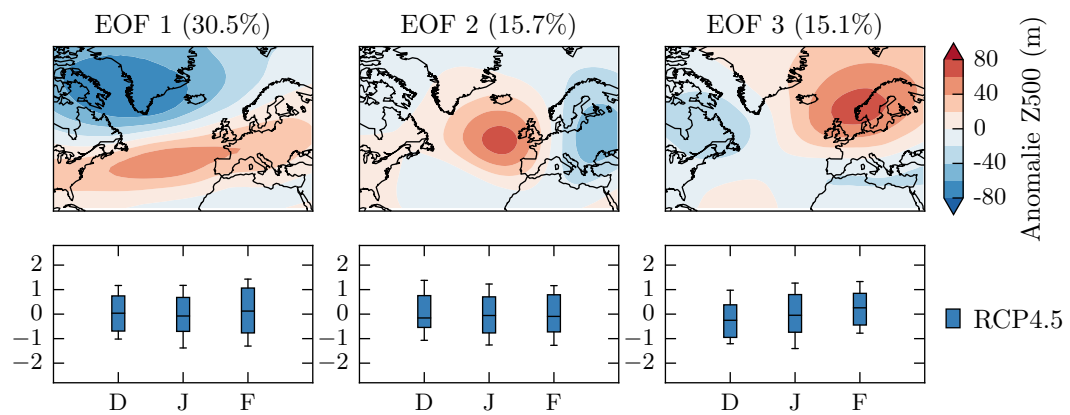 EOF 1 (30.5%)
EOF 2 (15.7%)
EOF 3 (15.1%)
80
40
0
-40
-80
Anomalie Z500 (m)
2
1
0
−1
−2
D J F
2
1
0
−1
−2
D J F
2
1
0
−1
−2
D J F
RCP4.5